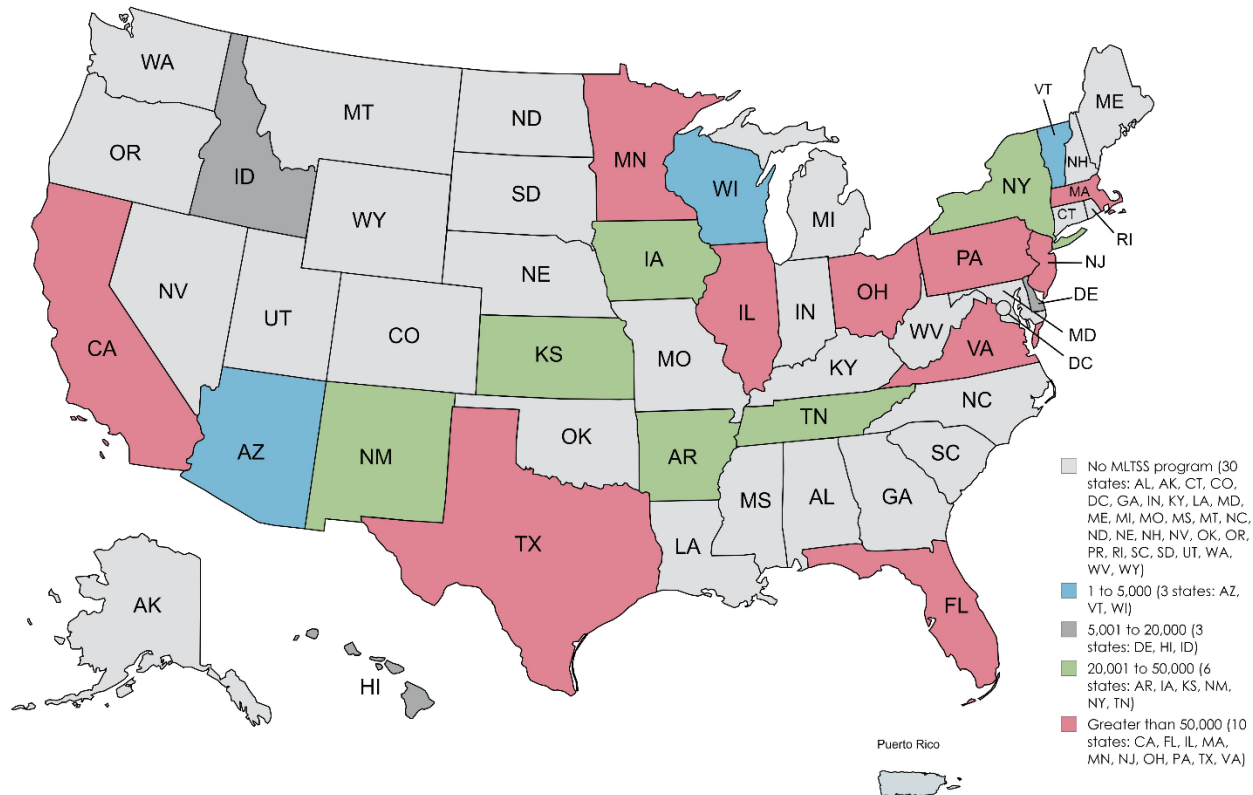 WA
MT
ND
MN
VT
ME
OR
ID
SD
WI
NY
NH
MA
WY
MI
CT
RI
IA
PA
NJ
NE
NV
UT
IL
IN
OH
DE
CO
WV
MD
CA
KS
MO
VA
DC
KY
NC
TN
AZ
NM
OK
AR
SC
MS
AL
GA
TX
LA
AK
FL
HI
Puerto Rico
No MLTSS program (30
states: AL, AK, CT, CO,
DC, GA, IN, KY, LA, MD,
ME, MI, MO, MS, MT, NC,
ND, NE, NH, NV, OK, OR,
PR, RI, SC, SD, UT, WA,
WV, WY)
1 to 5,000 (3 states: AZ,
VT, WI)
5,001 to 20,000 (3
states: DE, HI, ID)
20,001 to 50,000 (6
states: AR, IA, KS, NM,
NY, TN)
Greater than 50,000 (10
states: CA, FL, IL, MA,
MN, NJ, OH, PA, TX, VA)